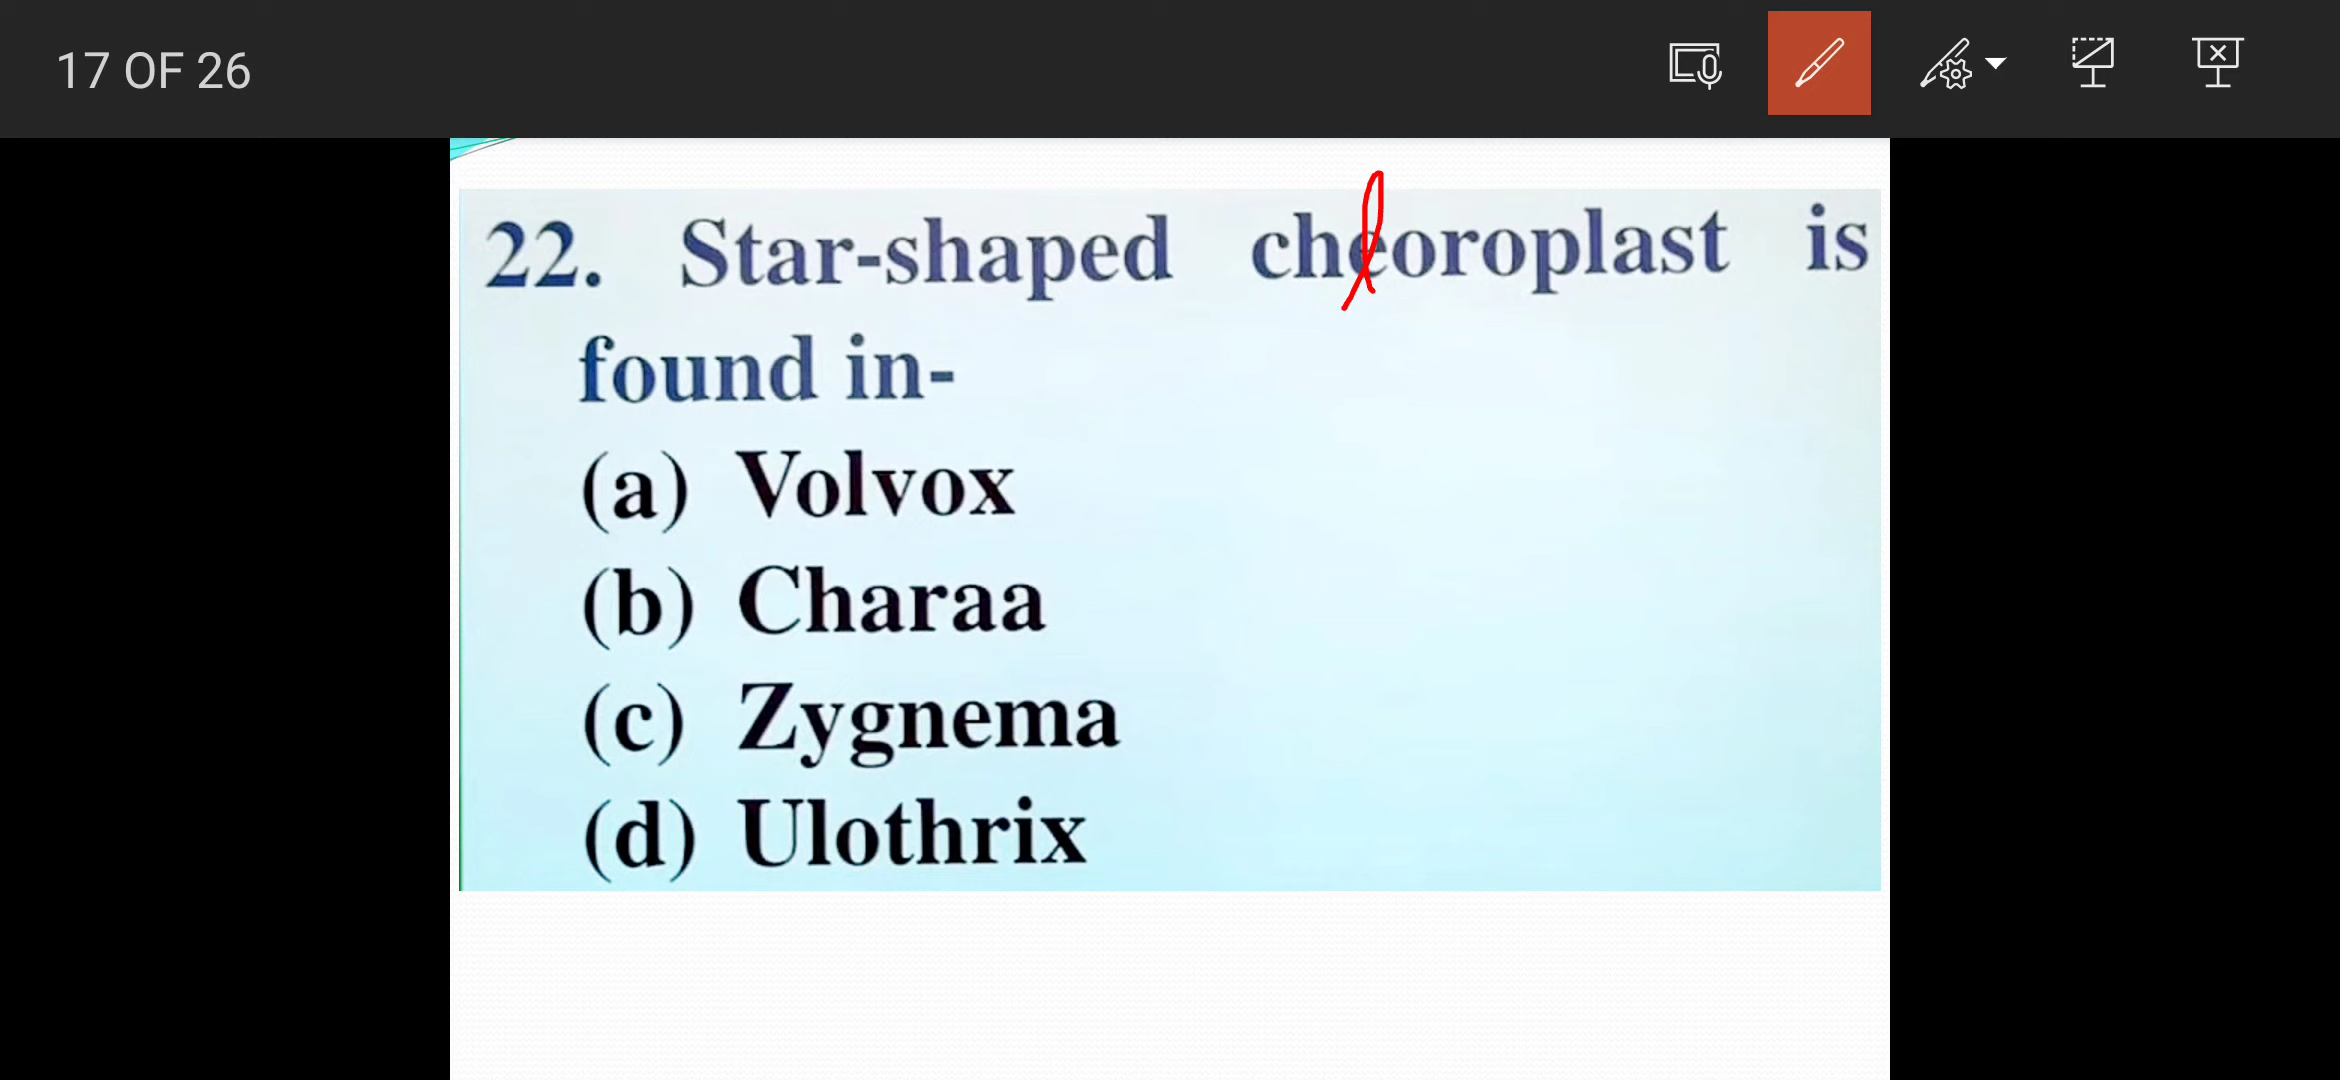 17 OF 26
22. Star-shaped cheoroplast is
found in-
(a) Volvox
(b) Charaa
(c) Zygnema
(d) Ulothrix